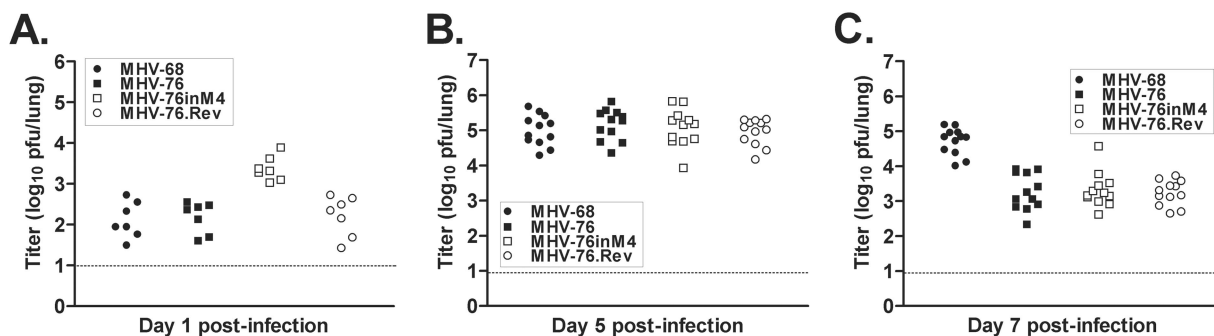 A.
Titer (log10 pfu/lung)
6
5
4
3
2
1
0
MHV-68
MHV-76
MHV-76inM4
MHV-76.Rev
Day 1 post-infection
B.
Titer (log10 pfu/lung)
7
6
5
4
3
2
1
0
MHV-68
MHV-76
MHV-76inM4
MHV-76.Rev
Day 5 post-infection
C.
Titer (log10 pfu/lung)
7
6
5
4
3
2
1
0
MHV-68
MHV-76
MHV-76inM4
MHV-76.Rev
Day 7 post-infection